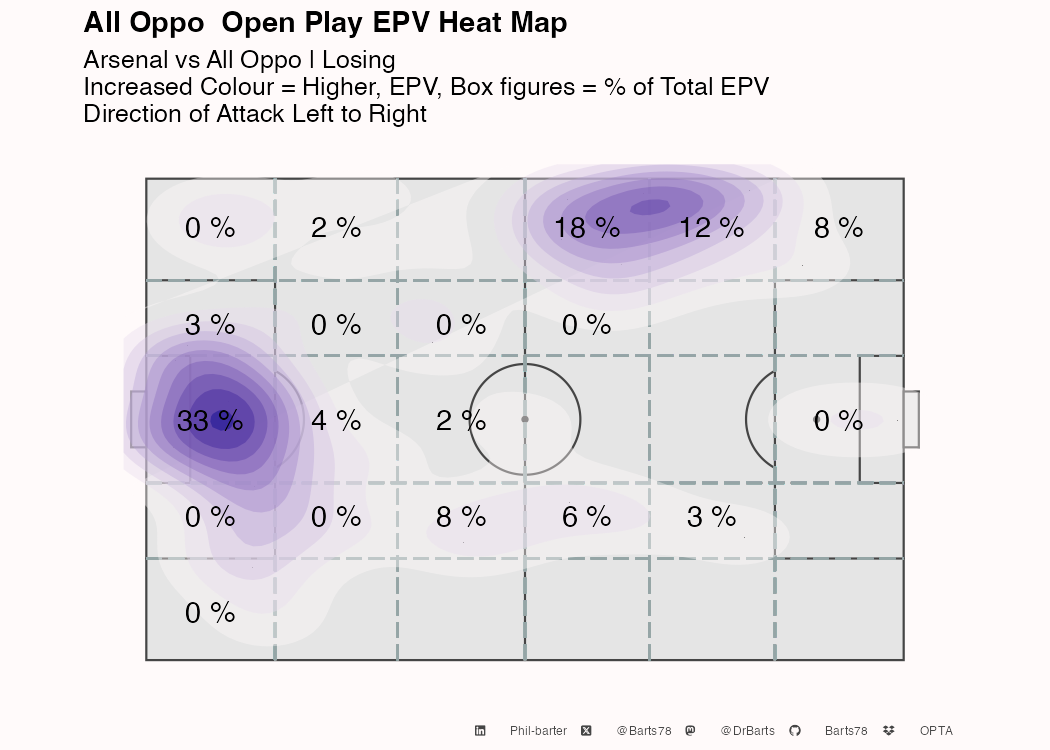 All Oppo  Open Play EPV Heat Map
Arsenal vs All Oppo | Losing
Increased Colour = Higher, EPV, Box figures = % of Total EPV
Direction of Attack Left to Right
0 % 2 % 18 % 12 % 8 %
3 % 0 % 0 % 0 %
33 % 4 % 2 % 0 %
0 % 0 % 8 % 6 % 3 %
0 %
Phil-barter @Barts78 @DrBarts Barts78 OPTA